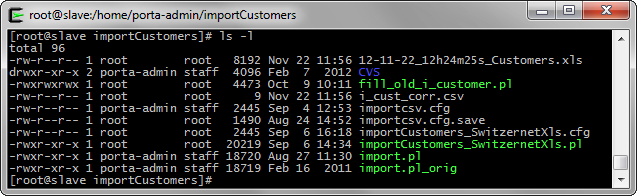 root@slave:/home/porta-admin/importCustomers
[root@slave importCustomers]# ls -l
total 96
-rw-r--r-- 1 root root 8192 Nov 22 11:56 12-11-22_12h24m25s_Customers.xls
drwxr-xr-x 2 porta-admin staff 4096 Feb 7 2012 CVS
-rwxrwxrwx 1 root root 4473 Oct 9 10:11 fill_old_i_customer.pl
-rw-r--r-- 1 root root 9 Nov 22 11:56 i_cust_corr.csv
-rw-r--r-- 1 porta-admin staff 2445 Sep 4 12:53 importcsv.cfg
-rw-r--r-- 1 root root 1490 Aug 24 14:52 importcsv.cfg.save
-rw-r--r-- 1 root root 2445 Sep 6 16:18 importCustomers_SwitzernetXls.cfg
-rwxr-xr-x 1 root root 20219 Sep 6 14:34 importCustomers_SwitzernetXls.pl
-rwxr-xr-x 1 porta-admin staff 18720 Aug 27 11:30 import.pl
-rwxr-xr-x 1 porta-admin staff 18719 Feb 16 2011 import.pl_orig
[root@slave importCustomers]#